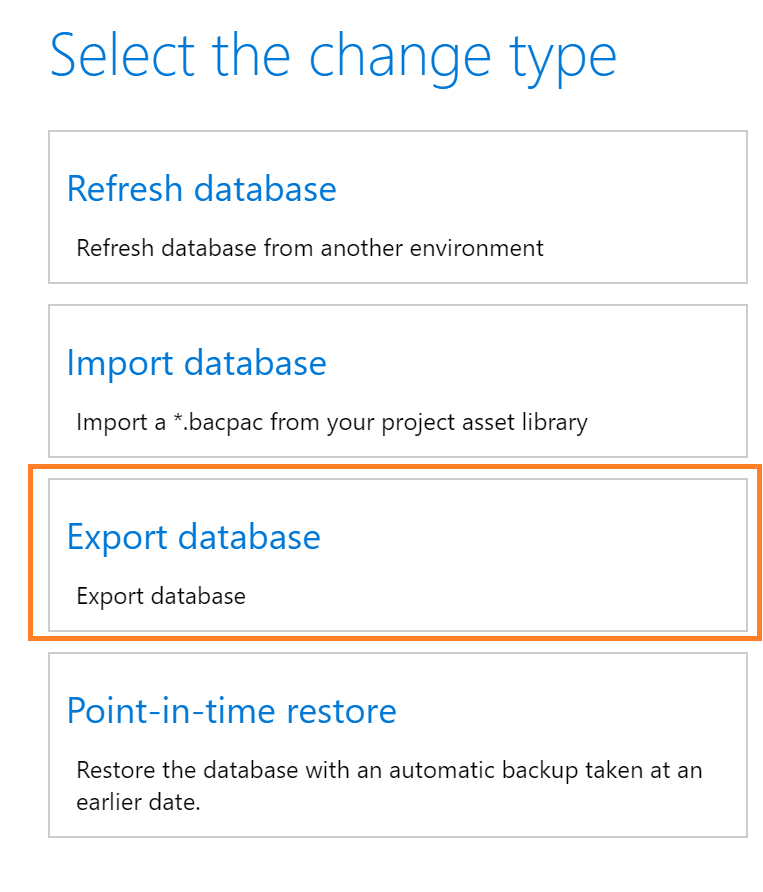 Select the change type
Refresh database
Refresh database from another environment
Import database
Import a *.bacpac from your project asset library
Export database
Export database
Point-in-time restore
Restore the database with an automatic backup taken at an
earlier date.